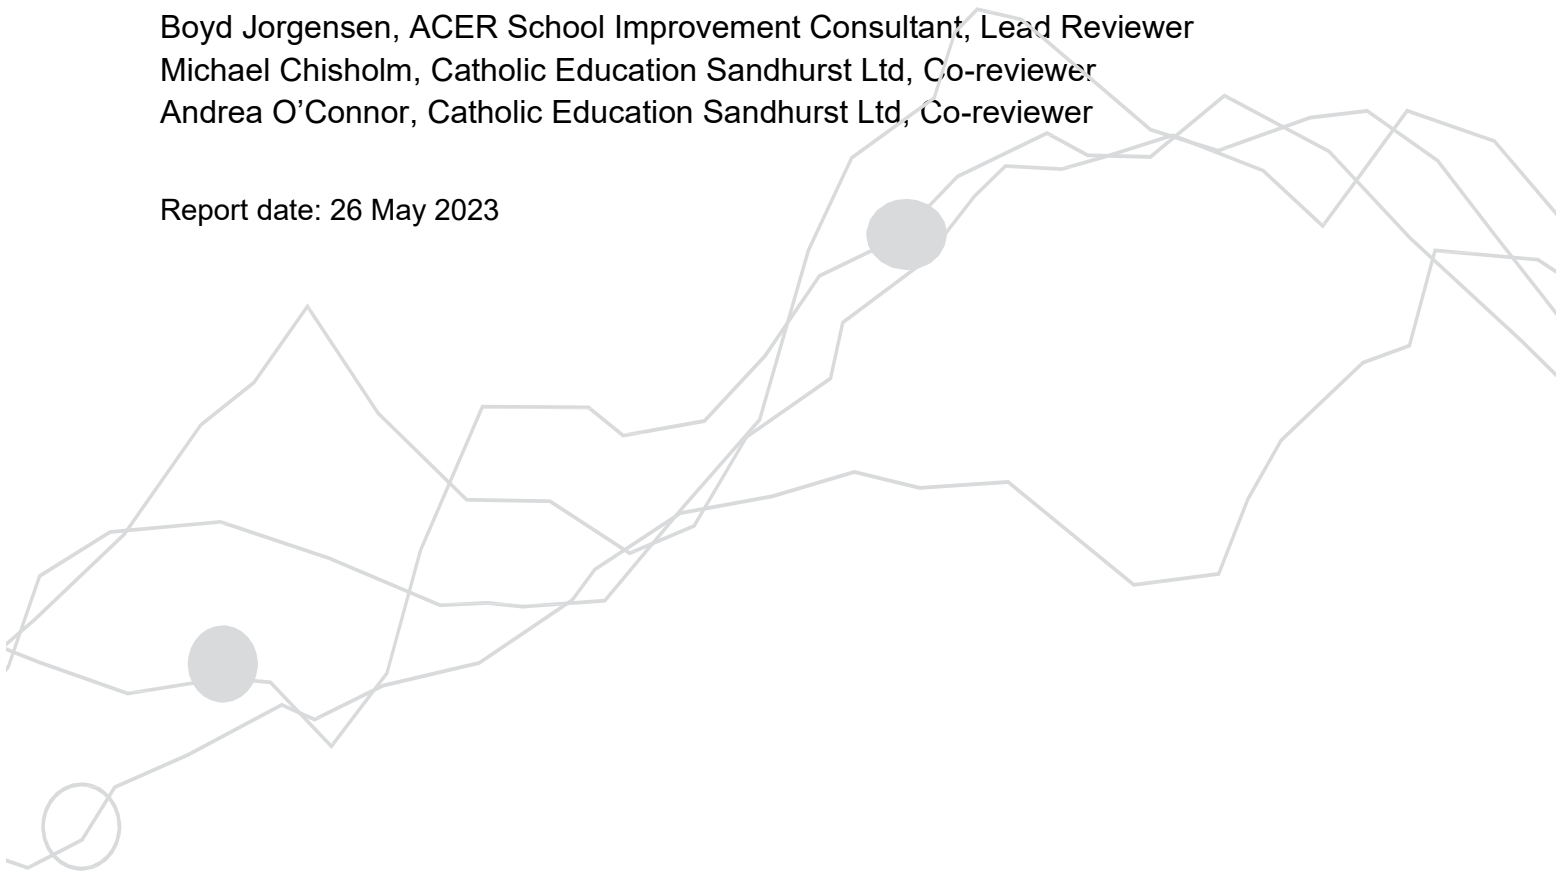 Boyd Jorgensen, ACER School Improvement Consultant, Lead Reviewer
Michael Chisholm, Catholic Education Sandhurst Ltd, Co-reviewer
Andrea O’Connor, Catholic Education Sandhurst Ltd, Co-reviewer
Report date: 26 May 2023